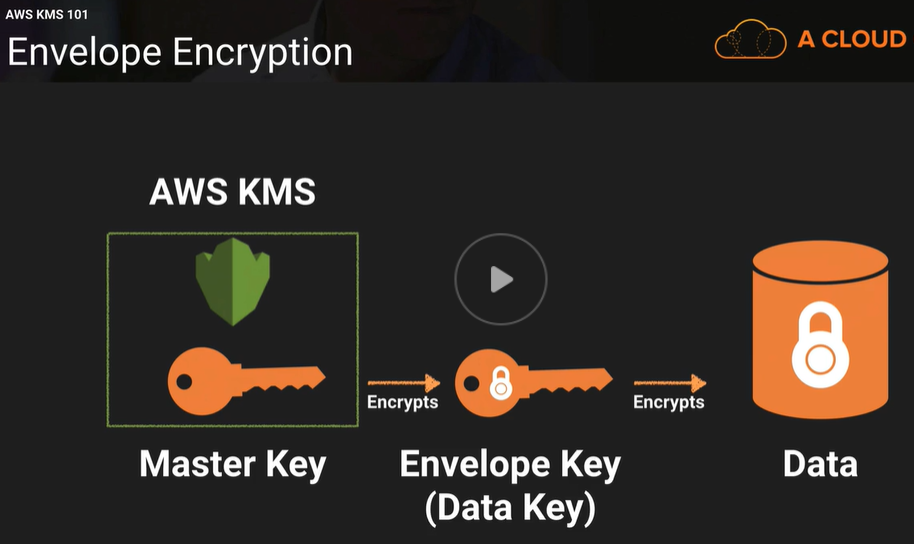 AWS KMS 101
Envelope Encryption
A CLOUD
AWS KMS
Encrypts
Encrypts
Master Key
Envelope Key
(Data Key)
Data